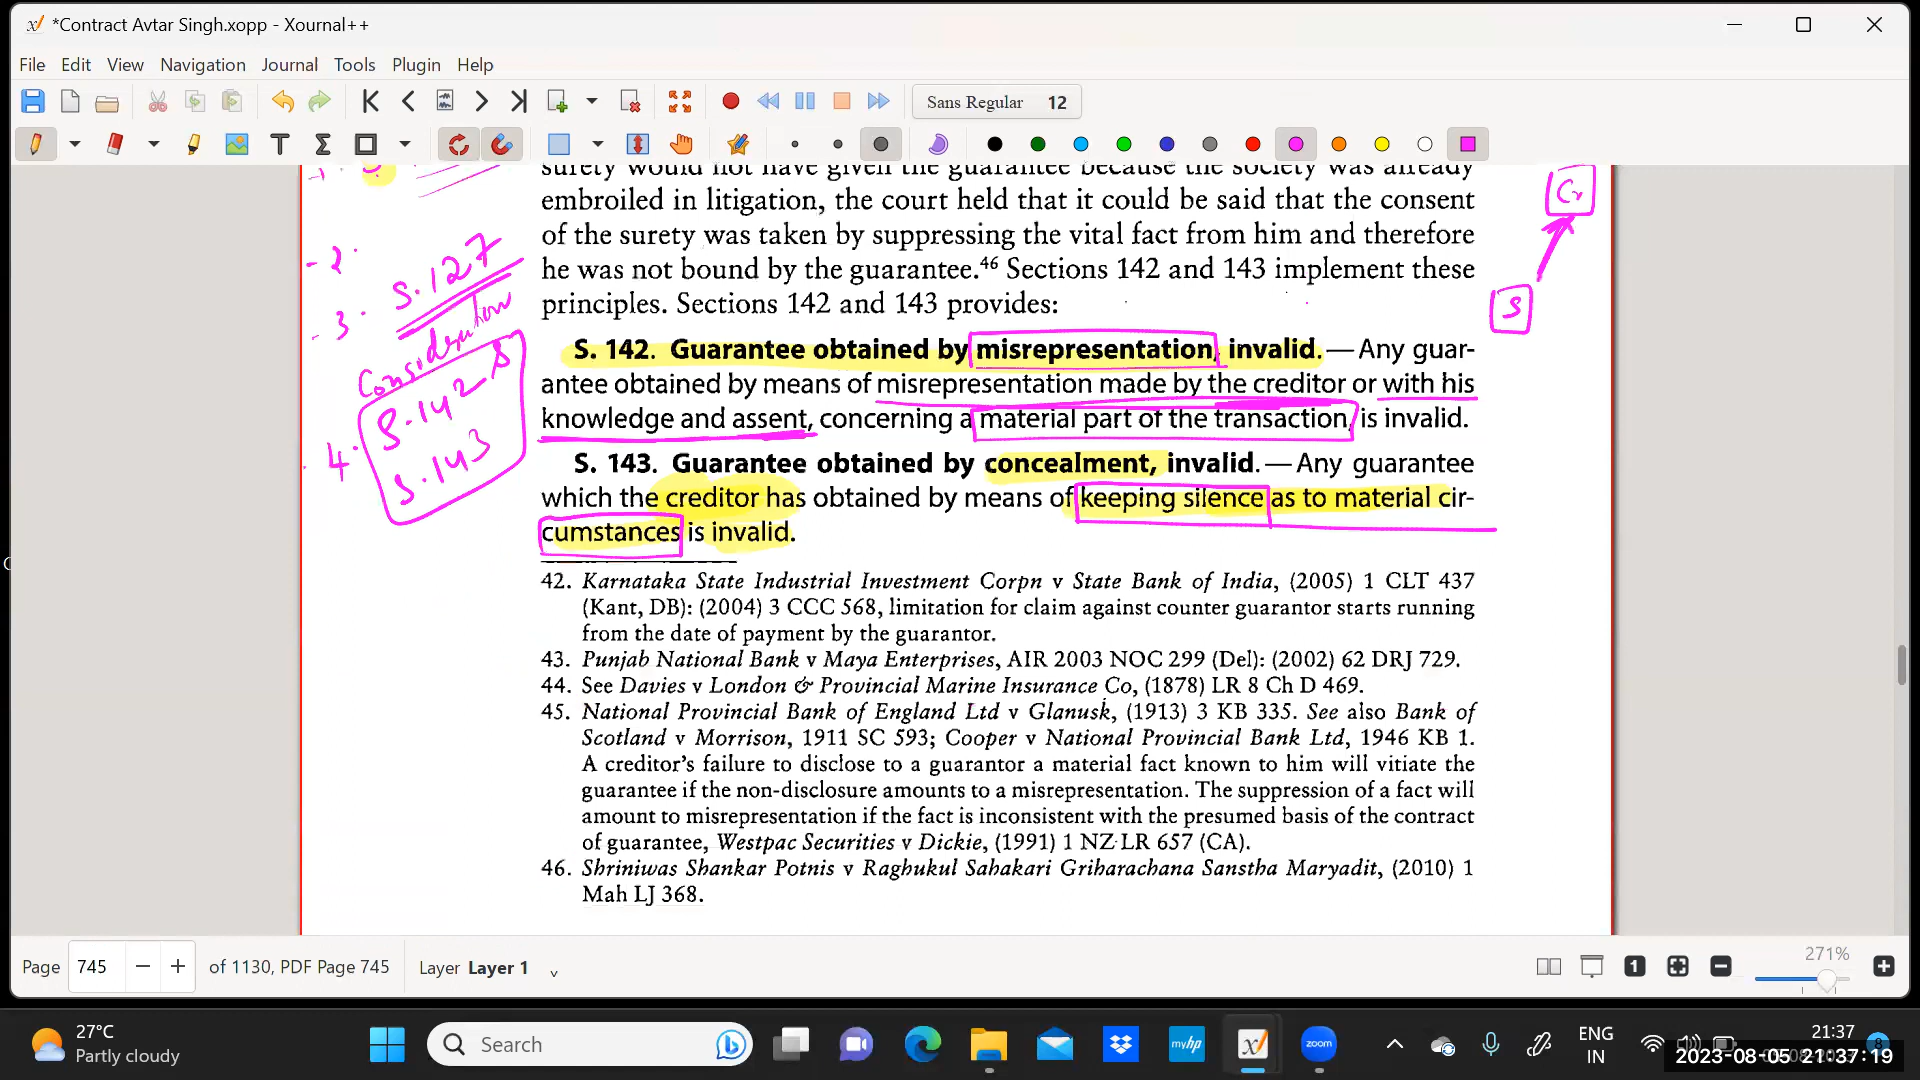 *Contract Avtar Singh.xopp - Xournal++
File Edit View Navigation Journal Tools Plugin Help
Sans Regular 12
surety would not have given the guarantee because the society was already
embroiled in litigation, the court held that it could be said that the consent
of the surety was taken by suppressing the vital fact from him and therefore
he was not bound by the guarantee.46 Sections 142 and 143 implement these
principles. Sections 142 and 143 provides:
S. 142. Guarantee obtained by misrepresentation, invalid.—Any guar-
antee obtained by means of misrepresentation made by the creditor or with his
knowledge and assent, concerning a material part of the transaction, is invalid.
S. 143. Guarantee obtained by concealment, invalid.—Any guarantee
which the creditor has obtained by means of keeping silence as to material cir-
cumstances is invalid.
42. Karnataka State Industrial Investment Corpn v State Bank of India, (2005) 1 CLT 437
(Kant, DB): (2004) 3 CCC 568, limitation for claim against counter guarantor starts running
from the date of payment by the guarantor.
43. Punjab National Bank v Maya Enterprises, AIR 2003 NOC 299 (Del): (2002) 62 DRJ 729.
44. See Davies v London & Provincial Marine Insurance Co, (1878) LR 8 Ch D 469.
45. National Provincial Bank of England Ltd v Glanusk, (1913) 3 KB 335. See also Bank of
Scotland v Morrison, 1911 SC 593; Cooper v National Provincial Bank Ltd, 1946 KB 1.
A creditor's failure to disclose to a guarantor a material fact known to him will vitiate the
guarantee if the non-disclosure amounts to a misrepresentation. The suppression of a fact will
amount to misrepresentation if the fact is inconsistent with the presumed basis of the contract
of guarantee, Westpac Securities v Dickie, (1991) 1 NZLR 657 (CA).
46. Shriniwas Shankar Potnis v Raghukul Sahakari Griharachana Sanstha Maryadit, (2010) 1
Mah LJ 368.
- 2.
- 3. S.127
Consideration
4. S.142 &
S.143
Cr
S
Page 745 of 1130, PDF Page 745 Layer Layer 1
271%
27°C
Partly cloudy
Search
myhp
zoom
ENG
IN
21:37
2023-08-05 21:37:19